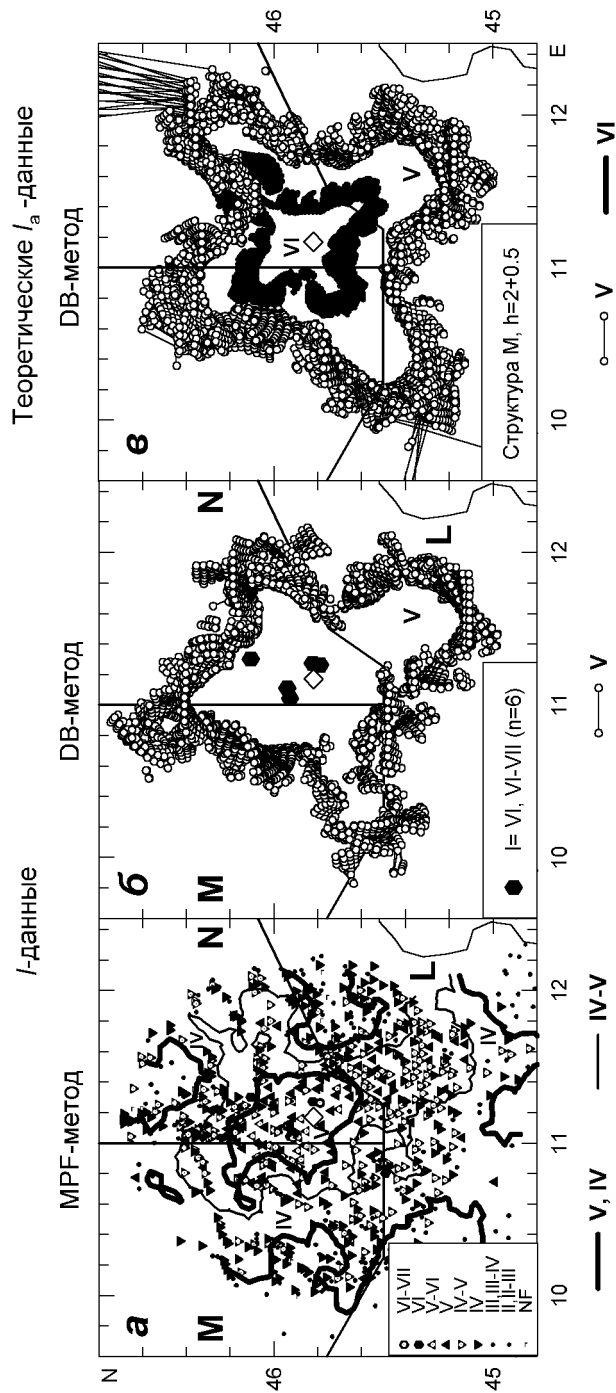 I-данные
Теоретические Iа -данные
MPF-метод
DB-метод
DB-метод
а
N
M
N
L
IV
IV
IV
V
8
VI-VII
VI
V-VI
V
IV-V
IV
III,III-IV
II,II-III
NF
46
45
10
11
12
б
M
N
L
V
I= VI, VI-VII (n=6)
10
11
12
в
VI
V
Структура M, h=2+0.5
46
45
10
11
12
E
V, IV
IV-V
V
V
VI